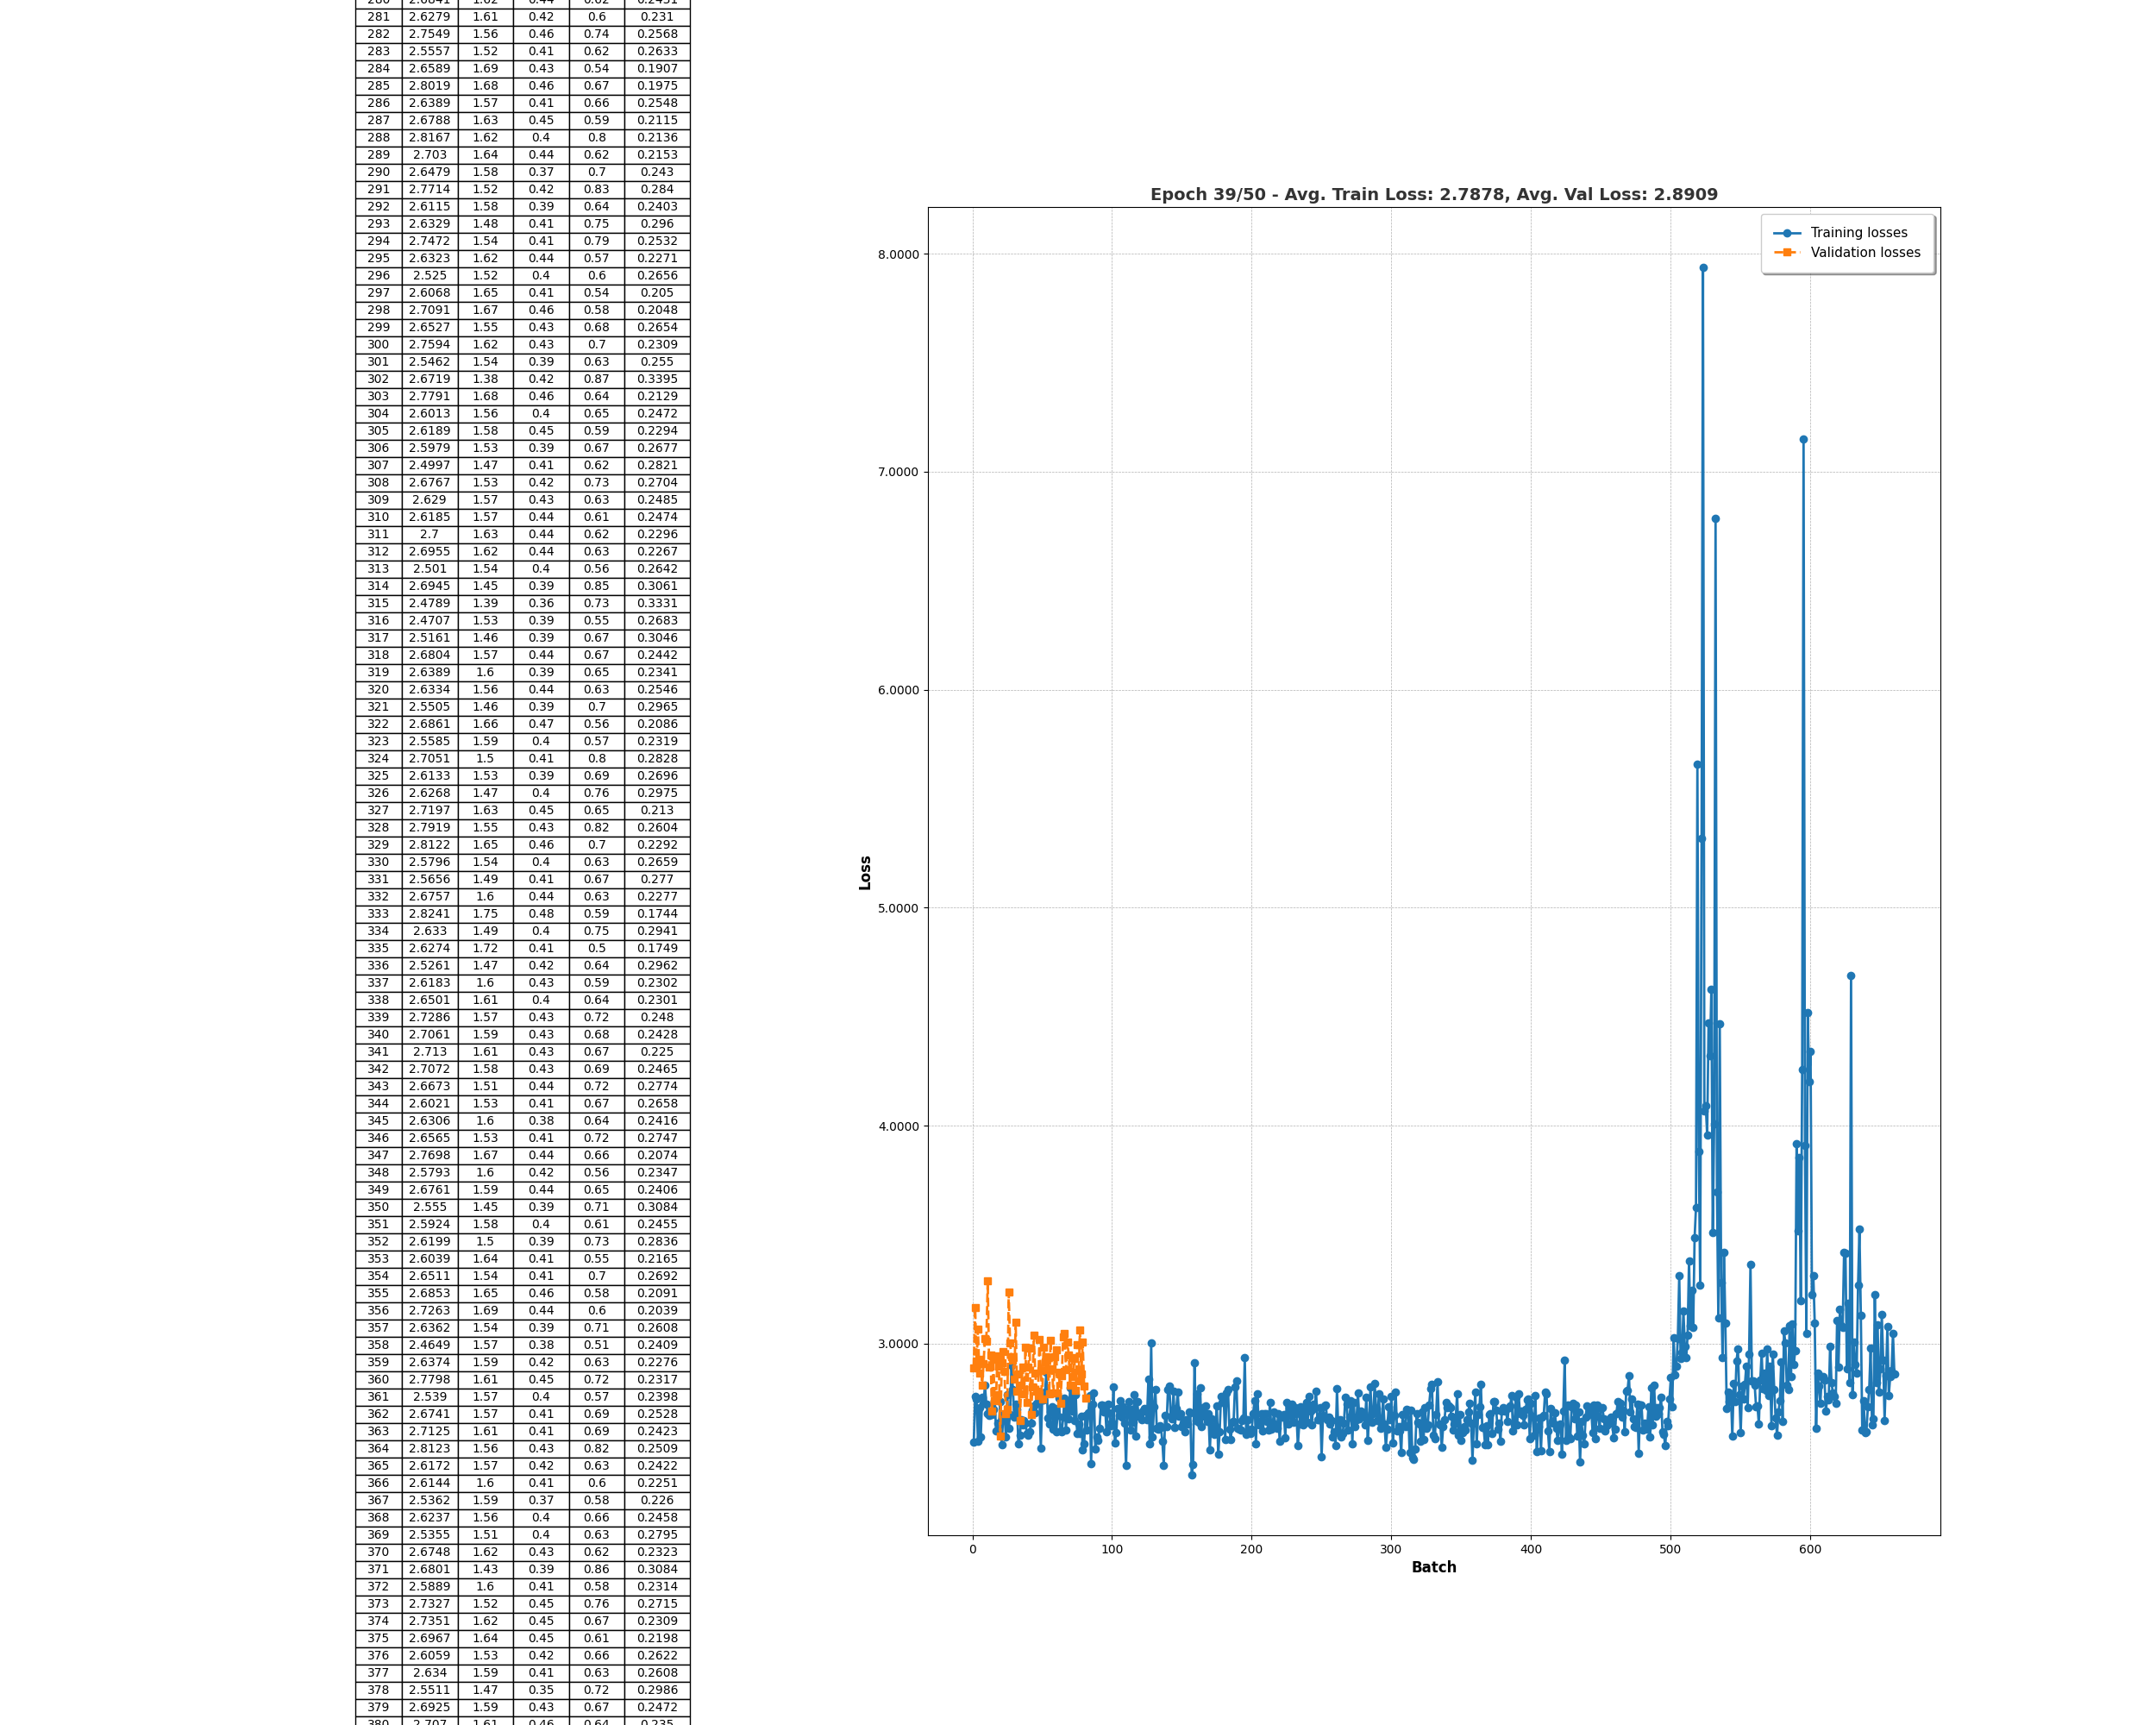 281 2.6279 1.61 0.42 0.6 0.231
282 2.7549 1.56 0.46 0.74 0.2568
283 2.5557 1.52 0.41 0.62 0.2633
284 2.6589 1.69 0.43 0.54 0.1907
285 2.8019 1.68 0.46 0.67 0.1975
286 2.6389 1.57 0.41 0.66 0.2548
287 2.6788 1.63 0.45 0.59 0.2115
288 2.8167 1.62 0.4 0.8 0.2136
289 2.703 1.64 0.44 0.62 0.2153
290 2.6479 1.58 0.37 0.7 0.243
291 2.7714 1.52 0.42 0.83 0.284
292 2.6115 1.58 0.39 0.64 0.2403
293 2.6329 1.48 0.41 0.75 0.296
294 2.7472 1.54 0.41 0.79 0.2532
295 2.6323 1.62 0.44 0.57 0.2271
296 2.525 1.52 0.4 0.6 0.2656
297 2.6068 1.65 0.41 0.54 0.205
298 2.7091 1.67 0.46 0.58 0.2048
299 2.6527 1.55 0.43 0.68 0.2654
300 2.7594 1.62 0.43 0.7 0.2309
301 2.5462 1.54 0.39 0.63 0.255
302 2.6719 1.38 0.42 0.87 0.3395
303 2.7791 1.68 0.46 0.64 0.2129
304 2.6013 1.56 0.4 0.65 0.2472
305 2.6189 1.58 0.45 0.59 0.2294
306 2.5979 1.53 0.39 0.67 0.2677
307 2.4997 1.47 0.41 0.62 0.2821
308 2.6767 1.53 0.42 0.73 0.2704
309 2.629 1.57 0.43 0.63 0.2485
310 2.6185 1.57 0.44 0.61 0.2474
311 2.7 1.63 0.44 0.62 0.2296
312 2.6955 1.62 0.44 0.63 0.2267
313 2.501 1.54 0.4 0.56 0.2642
314 2.6945 1.45 0.39 0.85 0.3061
315 2.4789 1.39 0.36 0.73 0.3331
316 2.4707 1.53 0.39 0.55 0.2683
317 2.5161 1.46 0.39 0.67 0.3046
318 2.6804 1.57 0.44 0.67 0.2442
319 2.6389 1.6 0.39 0.65 0.2341
320 2.6334 1.56 0.44 0.63 0.2546
321 2.5505 1.46 0.39 0.7 0.2965
322 2.6861 1.66 0.47 0.56 0.2086
323 2.5585 1.59 0.4 0.57 0.2319
324 2.7051 1.5 0.41 0.8 0.2828
325 2.6133 1.53 0.39 0.69 0.2696
326 2.6268 1.47 0.4 0.76 0.2975
327 2.7197 1.63 0.45 0.65 0.213
328 2.7919 1.55 0.43 0.82 0.2604
329 2.8122 1.65 0.46 0.7 0.2292
330 2.5796 1.54 0.4 0.63 0.2659
331 2.5656 1.49 0.41 0.67 0.277
332 2.6757 1.6 0.44 0.63 0.2277
333 2.8241 1.75 0.48 0.59 0.1744
334 2.633 1.49 0.4 0.75 0.2941
335 2.6274 1.72 0.41 0.5 0.1749
336 2.5261 1.47 0.42 0.64 0.2962
337 2.6183 1.6 0.43 0.59 0.2302
338 2.6501 1.61 0.4 0.64 0.2301
339 2.7286 1.57 0.43 0.72 0.248
340 2.7061 1.59 0.43 0.68 0.2428
341 2.713 1.61 0.43 0.67 0.225
342 2.7072 1.58 0.43 0.69 0.2465
343 2.6673 1.51 0.44 0.72 0.2774
344 2.6021 1.53 0.41 0.67 0.2658
345 2.6306 1.6 0.38 0.64 0.2416
346 2.6565 1.53 0.41 0.72 0.2747
347 2.7698 1.67 0.44 0.66 0.2074
348 2.5793 1.6 0.42 0.56 0.2347
349 2.6761 1.59 0.44 0.65 0.2406
350 2.555 1.45 0.39 0.71 0.3084
351 2.5924 1.58 0.4 0.61 0.2455
352 2.6199 1.5 0.39 0.73 0.2836
353 2.6039 1.64 0.41 0.55 0.2165
354 2.6511 1.54 0.41 0.7 0.2692
355 2.6853 1.65 0.46 0.58 0.2091
356 2.7263 1.69 0.44 0.6 0.2039
357 2.6362 1.54 0.39 0.71 0.2608
358 2.4649 1.57 0.38 0.51 0.2409
359 2.6374 1.59 0.42 0.63 0.2276
360 2.7798 1.61 0.45 0.72 0.2317
361 2.539 1.57 0.4 0.57 0.2398
362 2.6741 1.57 0.41 0.69 0.2528
363 2.7125 1.61 0.41 0.69 0.2423
364 2.8123 1.56 0.43 0.82 0.2509
365 2.6172 1.57 0.42 0.63 0.2422
366 2.6144 1.6 0.41 0.6 0.2251
367 2.5362 1.59 0.37 0.58 0.226
368 2.6237 1.56 0.4 0.66 0.2458
369 2.5355 1.51 0.4 0.63 0.2795
370 2.6748 1.62 0.43 0.62 0.2323
371 2.6801 1.43 0.39 0.86 0.3084
372 2.5889 1.6 0.41 0.58 0.2314
373 2.7327 1.52 0.45 0.76 0.2715
374 2.7351 1.62 0.45 0.67 0.2309
375 2.6967 1.64 0.45 0.61 0.2198
376 2.6059 1.53 0.42 0.66 0.2622
377 2.634 1.59 0.41 0.63 0.2608
378 2.5511 1.47 0.35 0.72 0.2986
379 2.6925 1.59 0.43 0.67 0.2472
380 2.707 1.61 0.46 0.64 0.235
Epoch 39/50 - Avg. Train Loss: 2.7878, Avg. Val Loss: 2.8909
Training losses
Validation losses
8.0000
7.0000
6.0000
5.0000
4.0000
3.0000
Loss
0 100 200 300 400 500 600
Batch